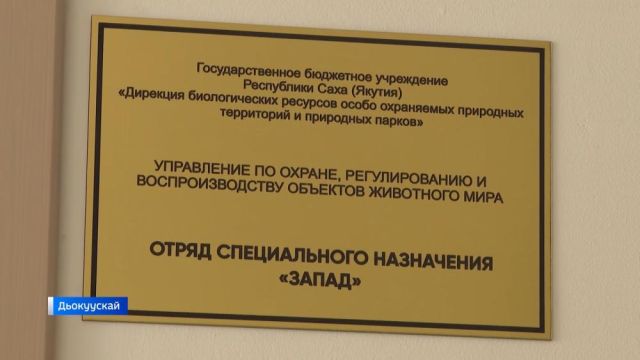 Государственное бюджетное учреждение
Республики Саха (Якутия)
«Дирекция биологических ресурсов особо охраняемых природных
территорий и природных парков»
УПРАВЛЕНИЕ ПО ОХРАНЕ, РЕГУЛИРОВАНИЮ И
ВОСПРОИЗВОДСТВУ ОБЪЕКТОВ ЖИВОТНОГО МИРА
ОТРЯД СПЕЦИАЛЬНОГО НАЗНАЧЕНИЯ
«ЗАПАД»
Дьокуускай